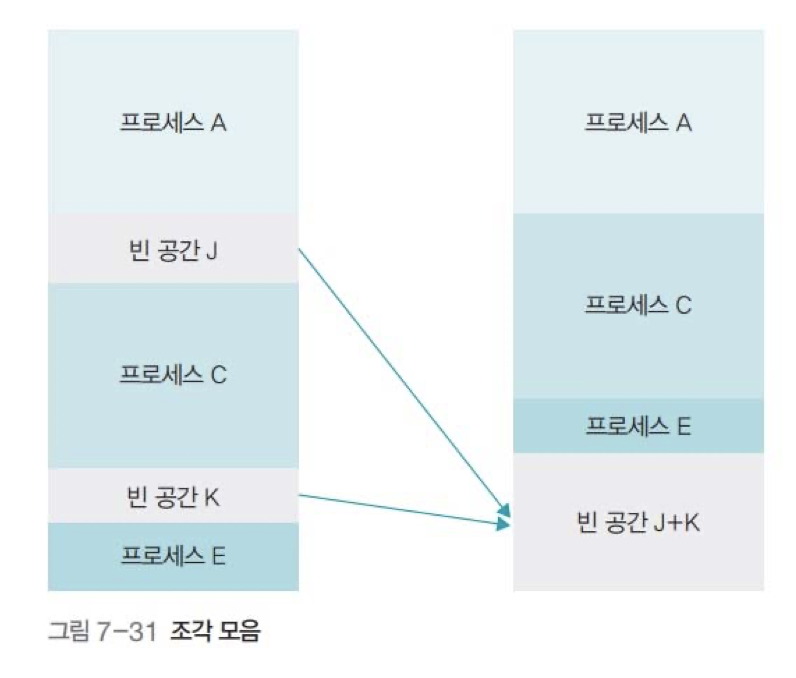 프로세스 A
빈 공간 J
프로세스 C
빈 공간 K
프로세스 E
프로세스 A
프로세스 C
프로세스 E
빈 공간 J+K
그림 7-31 조각 모음